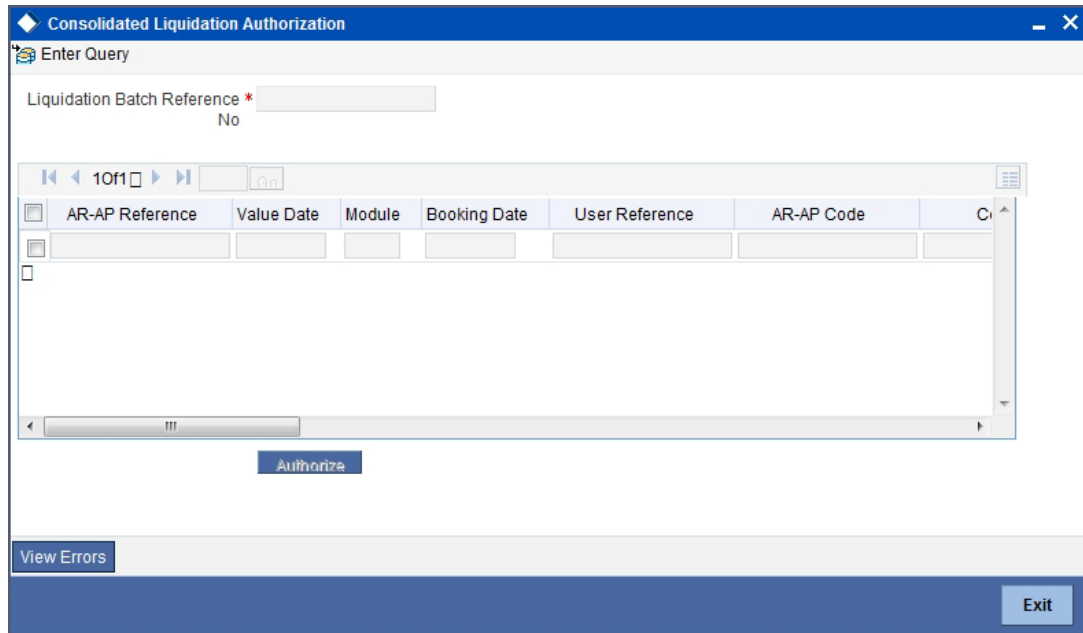 Consolidated Liquidation Authorization
Enter Query
Liquidation Batch Reference *
No
1Of1 Go
AR-AP Reference Value Date Module Booking Date User Reference AR-AP Code
Authorize
View Errors
Exit